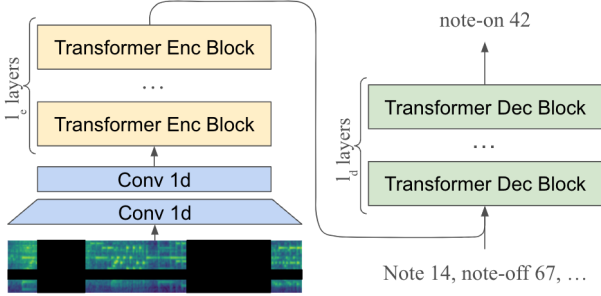 Transformer Enc Block
...
Transformer Enc Block
l_e layers
Conv 1d
Conv 1d
note-on 42
Transformer Dec Block
...
Transformer Dec Block
l_d layers
Note 14, note-off 67, ...